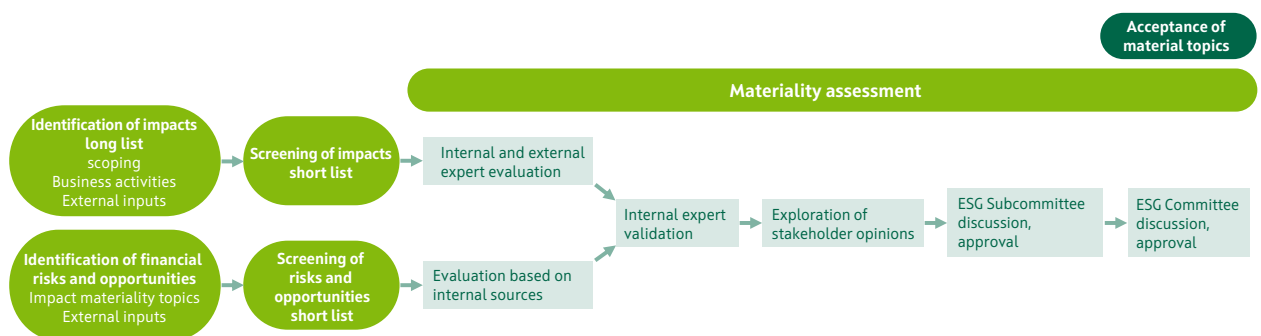 Acceptance of
material topics
Materiality assessment
Identification of impacts
long list
scoping
Business activities
External inputs
Screening of impacts
short list
Internal and external
expert evaluation
Identification of financial
risks and opportunities
Impact materiality topics
External inputs
Screening of
risks and
opportunities
short list
Evaluation based on
internal sources
Internal expert
validation
Exploration of
stakeholder opinions
ESG Subcommittee
discussion,
approval
ESG Committee
discussion,
approval